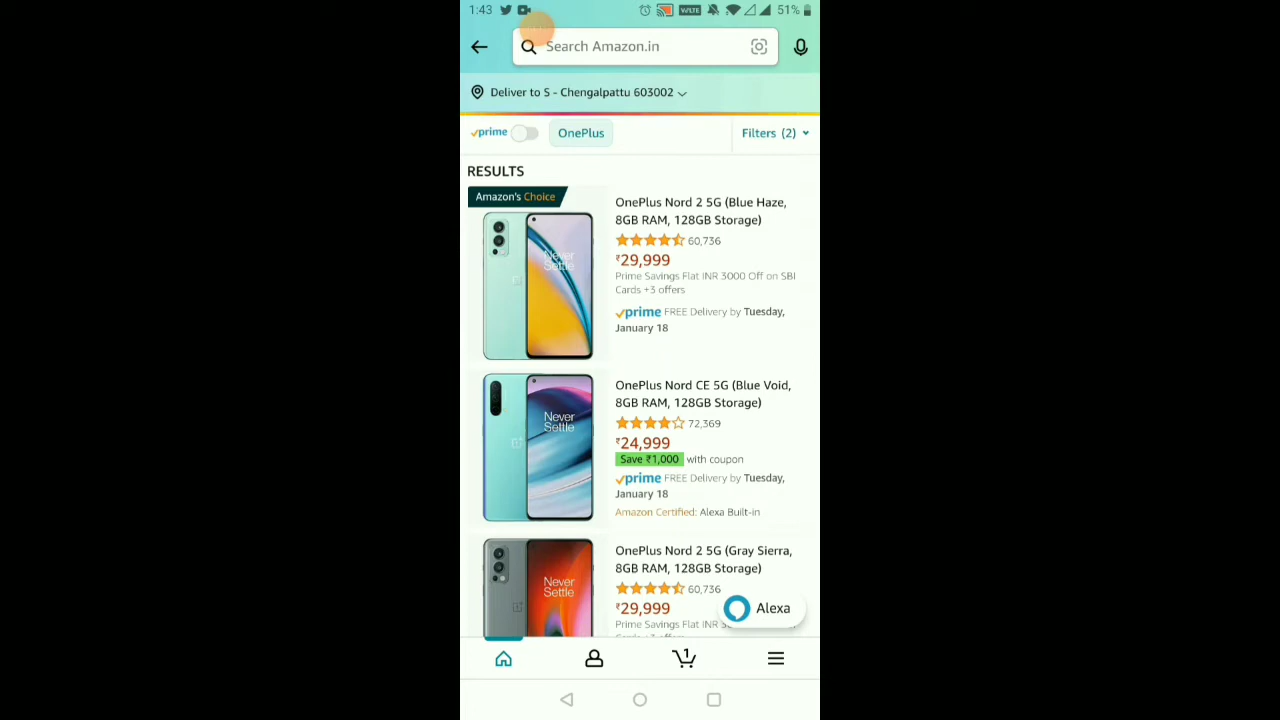 1:43
VoLTE
51%
Search Amazon.in
Deliver to S - Chengalpattu 603002
prime
OnePlus
Filters (2)
RESULTS
Amazon's Choice
OnePlus Nord 2 5G (Blue Haze,
8GB RAM, 128GB Storage)
60,736
₹29,999
Prime Savings Flat INR 3000 Off on SBI
Cards +3 offers
prime FREE Delivery by Tuesday,
January 18
Never
Settle
OnePlus Nord CE 5G (Blue Void,
8GB RAM, 128GB Storage)
72,369
₹24,999
Save ₹1,000 with coupon
prime FREE Delivery by Tuesday,
January 18
Amazon Certified: Alexa Built-in
Never
Settle
OnePlus Nord 2 5G (Gray Sierra,
8GB RAM, 128GB Storage)
60,736
₹29,999
Prime Savings Flat INR
Never
Settle
Alexa
1